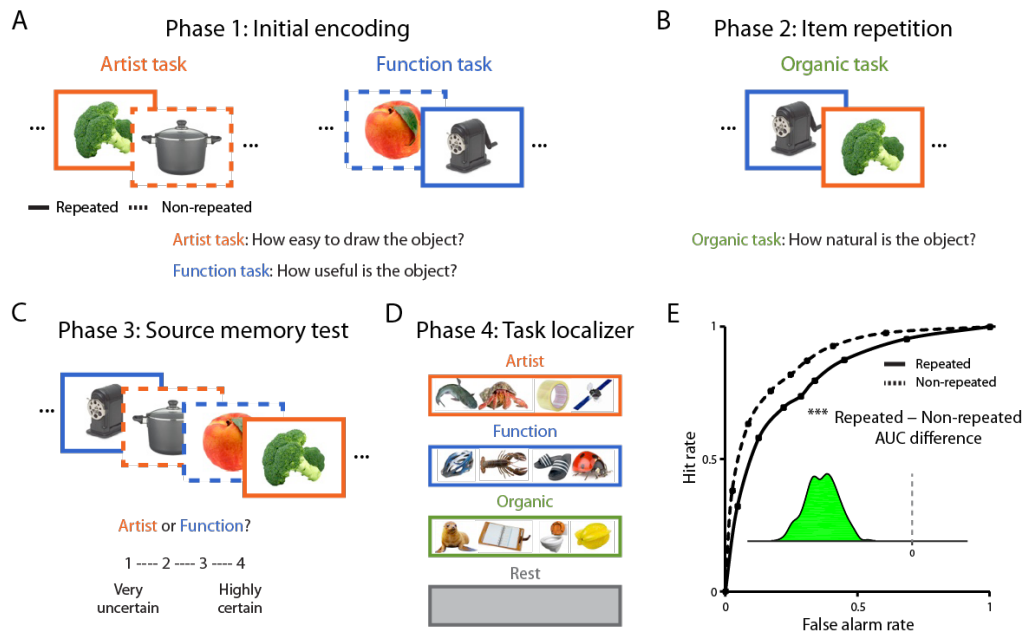 A
Phase 1: Initial encoding
Artist task
Function task
...
...
...
...
Repeated
Non-repeated
Artist task: How easy to draw the object?
Function task: How useful is the object?
B
Phase 2: Item repetition
Organic task
...
...
Organic task: How natural is the object?
C
Phase 3: Source memory test
...
...
Artist or Function?
1 ---- 2 ---- 3 ---- 4
Very
uncertain
Highly
certain
D
Phase 4: Task localizer
Artist
Function
Organic
Rest
E
1
Repeated
Non-repeated
*** Repeated – Non-repeated
AUC difference
Hit rate
0.5
0
0
0
0.5
1
False alarm rate